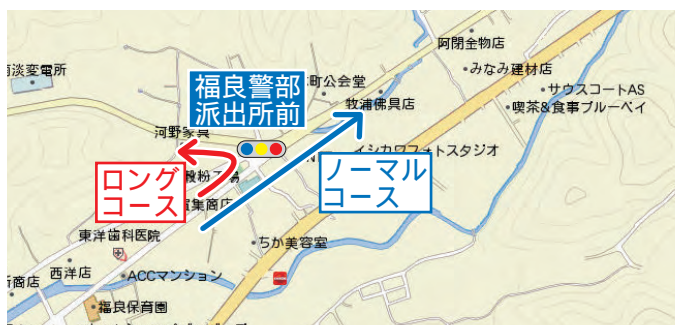 阿閉金物店
みなみ建材店
サウスコートAS
喫茶&食事ブルーベイ
淡変電所
町公会堂
福良警部
派出所前
牧浦佛具店
河野家具
イシカワフォトスタジオ
ロング
コース
ノーマル
コース
東洋歯科医院
ちか美容室
西洋店
ACCマンション
商店
福良保育園